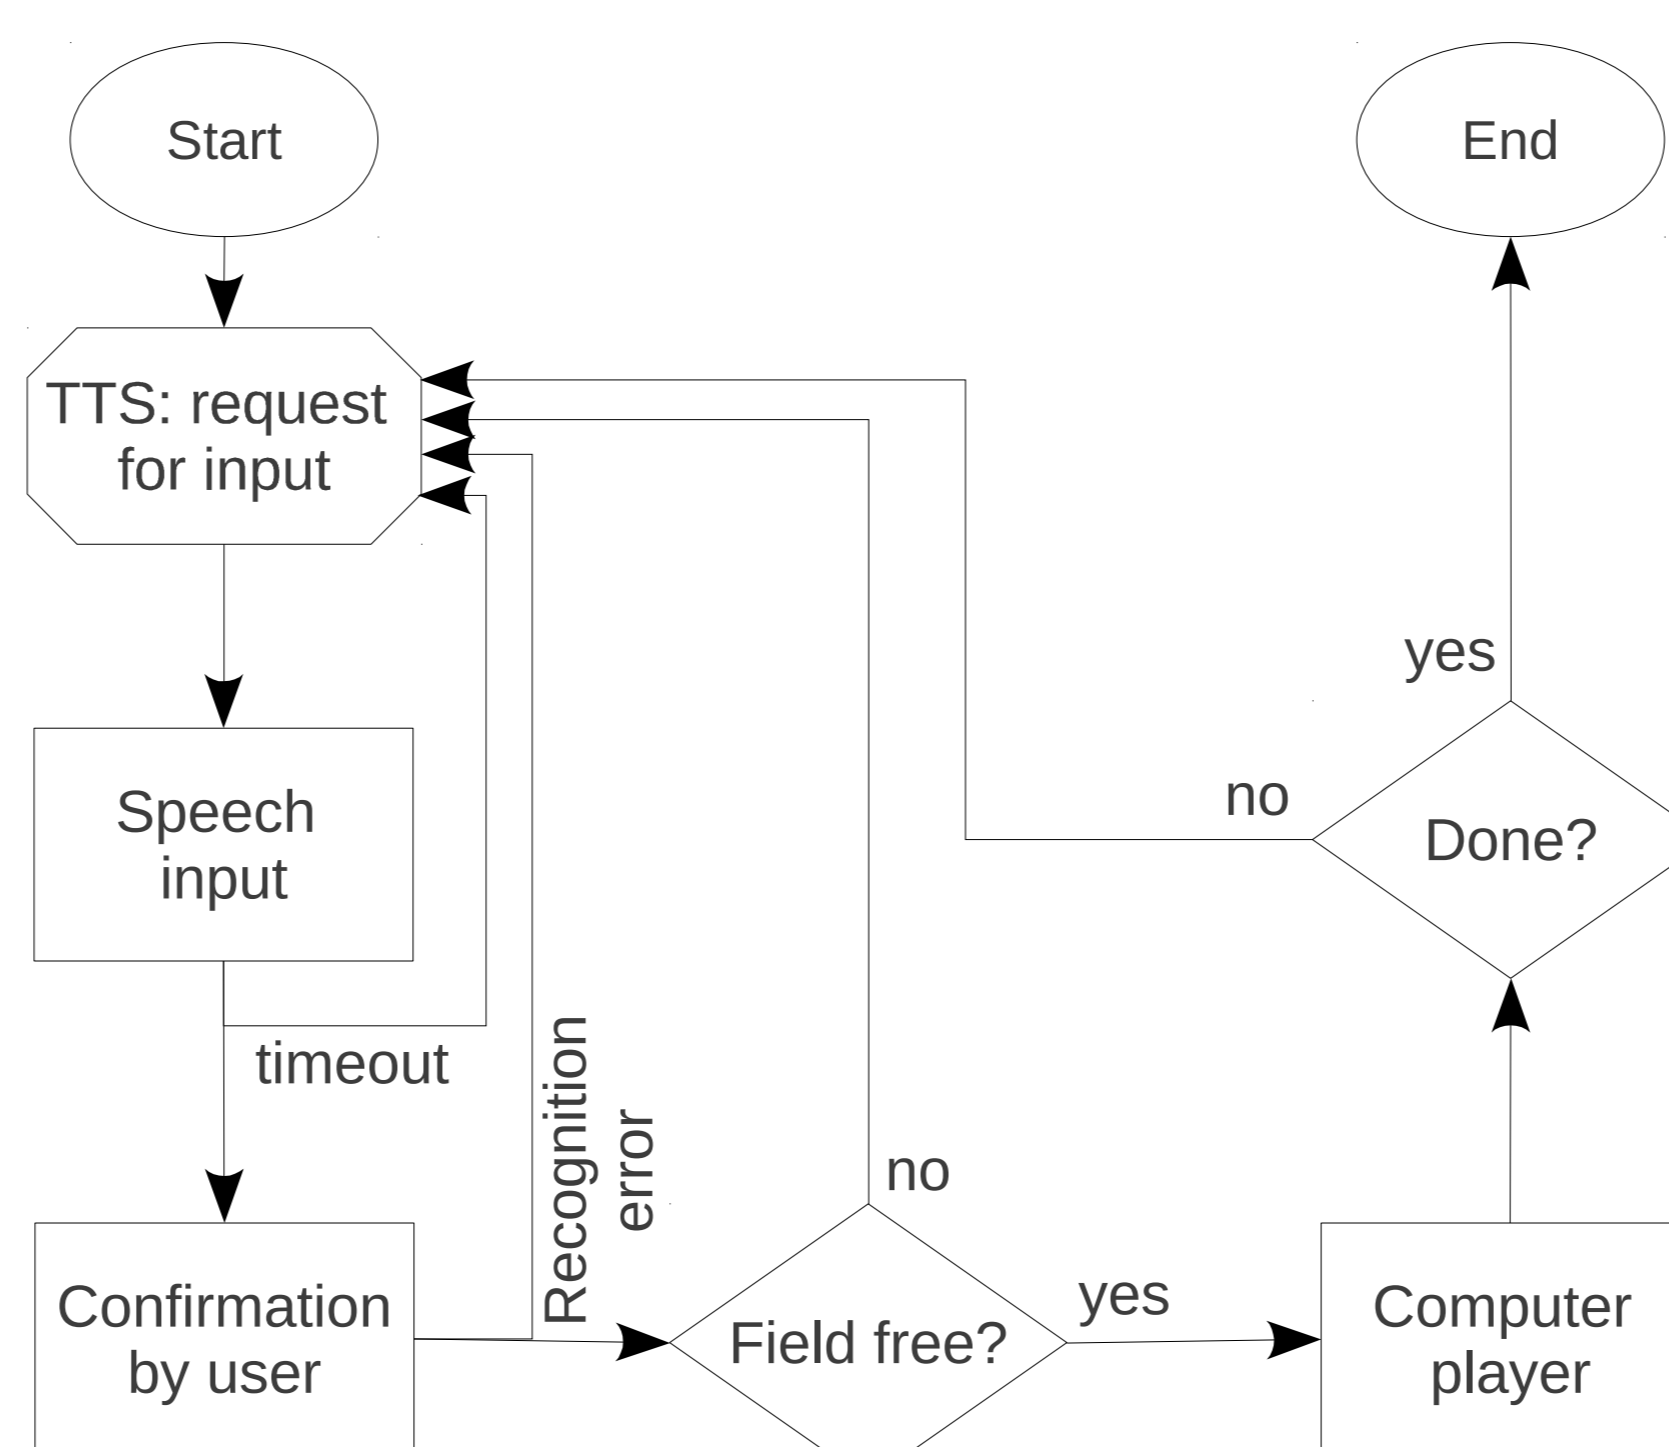 Start
End
TTS: request
for input
yes
no
Done?
Speech
input
timeout
Recognition
error
no
Confirmation
by user
Field free?
yes
Computer
player